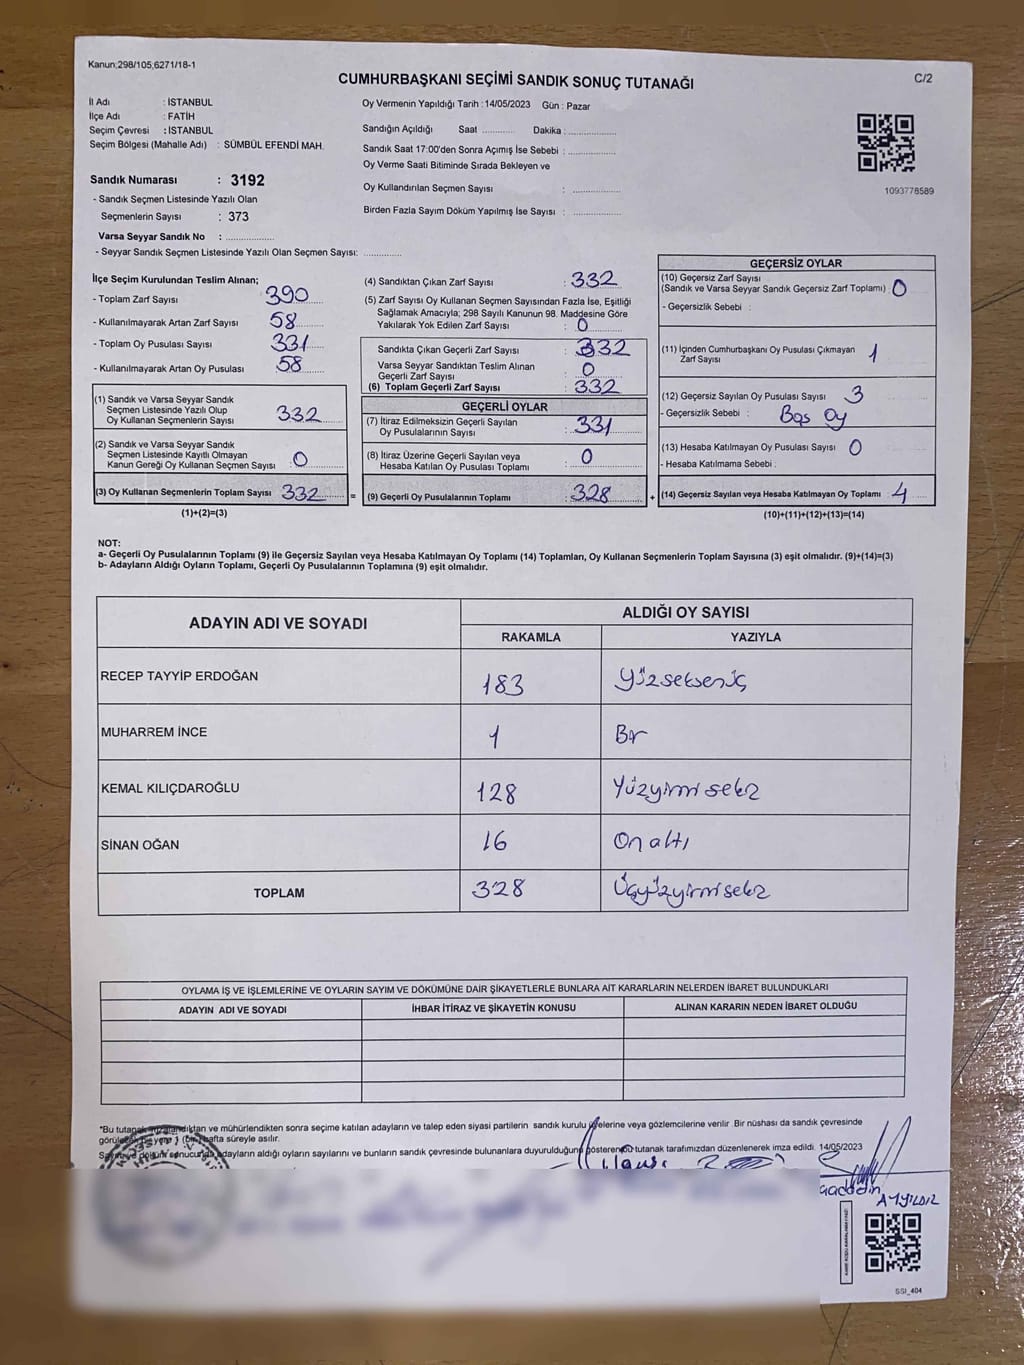 Kanun;298/105,6271/18-1
C/2
CUMHURBAŞKANI SEÇİMİ SANDIK SONUÇ TUTANAĞI
İl Adı : İSTANBUL
İlçe Adı : FATİH
Seçim Çevresi : İSTANBUL
Seçim Bölgesi (Mahalle Adı) : SÜMBÜL EFENDİ MAH.
Sandık Numarası : 3192
- Sandık Seçmen Listesinde Yazılı Olan
Seçmenlerin Sayısı : 373
Varsa Seyyar Sandık No : ..............
- Seyyar Sandık Seçmen Listesinde Yazılı Olan Seçmen Sayısı: ............
Oy Vermenin Yapıldığı Tarih : 14/05/2023 Gün : Pazar
Sandığın Açıldığı Saat .......... Dakika : ..............
Sandık Saat 17:00'den Sonra Açımış İse Sebebi : ..............
Oy Verme Saati Bitiminde Sırada Bekleyen ve
Oy Kullandırılan Seçmen Sayısı : ..............
Birden Fazla Sayım Döküm Yapılmış İse Sayısı : ..............
1093778589
İlçe Seçim Kurulundan Teslim Alınan;
- Toplam Zarf Sayısı 390
- Kullanılmayarak Artan Zarf Sayısı 58
- Toplam Oy Pusulası Sayısı 331
- Kullanılmayarak Artan Oy Pusulası 58
(1) Sandık ve Varsa Seyyar Sandık
Seçmen Listesinde Yazılı Olup
Oy Kullanan Seçmenlerin Sayısı 332
(2) Sandık ve Varsa Seyyar Sandık
Seçmen Listesinde Kayıtlı Olmayan
Kanun Gereği Oy Kullanan Seçmen Sayısı : 0
(3) Oy Kullanan Seçmenlerin Toplam Sayısı 332
(1)+(2)=(3)
(4) Sandıktan Çıkan Zarf Sayısı : 332
(5) Zarf Sayısı Oy Kullanan Seçmen Sayısından Fazla İse, Eşitliği
Sağlamak Amacıyla; 298 Sayılı Kanunun 98. Maddesine Göre
Yakılarak Yok Edilen Zarf Sayısı : 0
Sandıkta Çıkan Geçerli Zarf Sayısı : 332
Varsa Seyyar Sandıktan Teslim Alınan
Geçerli Zarf Sayısı : 0
(6) Toplam Geçerli Zarf Sayısı : 332
GEÇERLİ OYLAR
(7) İtiraz Edilmeksizin Geçerli Sayılan
Oy Pusulalarının Sayısı : 331
(8) İtiraz Üzerine Geçerli Sayılan veya
Hesaba Katılan Oy Pusulası Toplamı : 0
= (9) Geçerli Oy Pusulalarının Toplamı : 328 +
GEÇERSİZ OYLAR
(10) Geçersiz Zarf Sayısı
(Sandık ve Varsa Seyyar Sandık Geçersiz Zarf Toplamı) : 0
- Geçersizlik Sebebi :
(11) İçinden Cumhurbaşkanı Oy Pusulası Çıkmayan
Zarf Sayısı : 1
(12) Geçersiz Sayılan Oy Pusulası Sayısı : 3
- Geçersizlik Sebebi : Boş Oy
(13) Hesaba Katılmayan Oy Pusulası Sayısı : 0
- Hesaba Katılmama Sebebi :
(14) Geçersiz Sayılan veya Hesaba Katılmayan Oy Toplamı : 4
(10)+(11)+(12)+(13)=(14)
NOT:
a- Geçerli Oy Pusulalarının Toplamı (9) ile Geçersiz Sayılan veya Hesaba Katılmayan Oy Toplamı (14) Toplamları, Oy Kullanan Seçmenlerin Toplam Sayısına (3) eşit olmalıdır. (9)+(14)=(3)
b- Adayların Aldığı Oyların Toplamı, Geçerli Oy Pusulalarının Toplamına (9) eşit olmalıdır.
ADAYIN ADI VE SOYADI ALDIĞI OY SAYISI
RAKAMLA YAZIYLA
RECEP TAYYİP ERDOĞAN 183 Yüzseksenüç
MUHARREM İNCE 1 Bir
KEMAL KILIÇDAROĞLU 128 Yüzyirmi sekiz
SİNAN OĞAN 16 On altı
TOPLAM 328 Üçyüzyirmisekiz
OYLAMA İŞ VE İŞLEMLERİNE VE OYLARIN SAYIM VE DÖKÜMÜNE DAİR ŞİKAYETLERLE BUNLARA AİT KARARLARIN NELERDEN İBARET BULUNDUKLARI
ADAYIN ADI VE SOYADI İHBAR İTİRAZ VE ŞİKAYETİN KONUSU ALINAN KARARIN NEDEN İBARET OLDUĞU
*Bu tutanak imzalandıktan ve mühürlendikten sonra seçime katılan adayların ve talep eden siyasi partilerin sandık kurulu üyelerine veya gözlemcilerine verilir .Bir nüshası da sandık çevresinde
görülebilen yere 1 (bir) hafta süreyle asılır.
Sayım ve döküm sonucunda adayların aldığı oyların sayılarını ve bunların sandık çevresinde bulunanlara duyurulduğunu gösteren bu tutanak tarafımızdan düzenlenerek imza edildi. 14/05/2023
AYYILDIZ
SSI_404